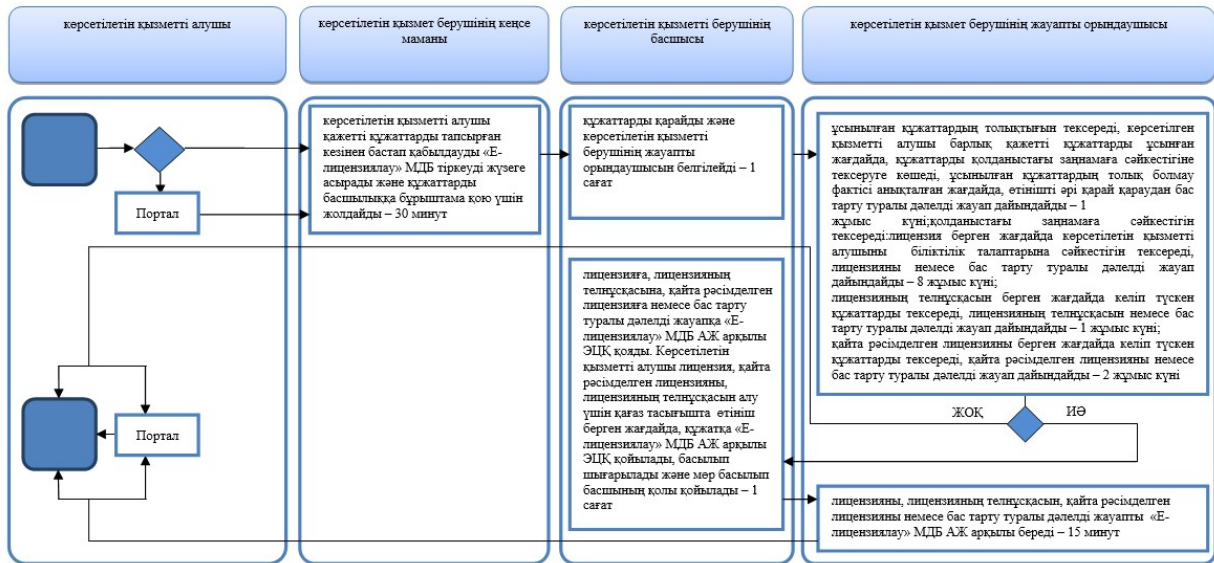 көрсетілетін қызметті алушы
көрсетілетін қызмет берушінің кеңсе
маманы
көрсетілетін қызметті берушінің
басшысы
көрсетілетін қызмет берушінің жауапты орындаушысы
көрсетілетін қызметті алушы
қажетті құжаттарды тапсырған
кезінен бастап қабылдауды «Е-
лицензиялау» МДБ тіркеуді жүзеге
асырады және құжаттарды
басшылыққа бұрыштама қою үшін
жолдайды – 30 минут
Портал
құжаттарды қарайды және
көрсетілетін қызметті
берушінің жауапты
орындаушысын белгілейді – 1
сағат
ұсынылған құжаттардың толықтығын тексереді, көрсетілген
қызметті алушы барлық қажетті құжаттарды ұсынған
жағдайда, құжаттарды қолданыстағы заңнамаға сәйкестігіне
тексеруге көшеді, ұсынылған құжаттардың толық болмау
фактісі анықталған жағдайда, өтінішті әрі қарай қараудан бас
тарту туралы дәлелді жауап дайындайды – 1
жұмыс күні;қолданыстағы заңнамаға сәйкестігін
тексереді:лицензия берген жағдайда көрсетілетін қызметті
алушыны біліктілік талаптарына сәйкестігін тексереді,
лицензияны немесе бас тарту туралы дәлелді жауап
дайындайды – 8 жұмыс күні;
лицензияның телнұсқасын берген жағдайда келіп түскен
құжаттарды тексереді, лицензияның телнұсқасын немесе бас
тарту туралы дәлелді жауап дайындайды – 1 жұмыс күні;
қайта рәсімделген лицензияны берген жағдайда келіп түскен
құжаттарды тексереді, қайта рәсімделген лицензияны немесе
бас тарту туралы дәлелді жауап дайындайды – 2 жұмыс күні
лицензияға, лицензияның
телнұсқасына, қайта рәсімделген
лицензияға немесе бас тарту
туралы дәлелді жауапқа «Е-
лицензиялау» МДБ АЖ арқылы
ЭЦҚ қояды. Көрсетілетін
қызметті алушы лицензия, қайта
рәсімделген лицензияны,
лицензияның телнұсқасын алу
үшін қағаз тасығышта өтініш
берген жағдайда, құжатқа «Е-
лицензиялау» МДБ АЖ арқылы
ЭЦҚ қойылады, басылып
шығарылады және мөр басылып
басшының қолы қойылады – 1
сағат
ЖОҚ
ИӘ
Портал
лицензияны, лицензияның телнұсқасын, қайта рәсімделген
лицензияны немесе бас тарту туралы дәлелді жауапты «Е-
лицензиялау» МДБ АЖ арқылы береді – 15 минут